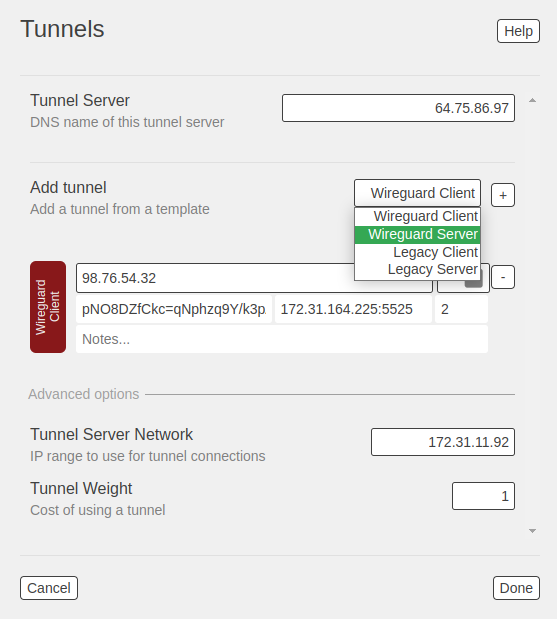 Tunnels
Help
Tunnel Server
64.75.86.97
DNS name of this tunnel server
Add tunnel
Wireguard Client
+
Add a tunnel from a template
Wireguard Client
Wireguard Server
Legacy Client
Legacy Server
Wireguard
Client
98.76.54.32
-
pNO8DZfCkc=qNphzq9Y/k3p
172.31.164.225:5525
2
Notes...
Advanced options
Tunnel Server Network
172.31.11.92
IP range to use for tunnel connections
Tunnel Weight
1
Cost of using a tunnel
Cancel
Done